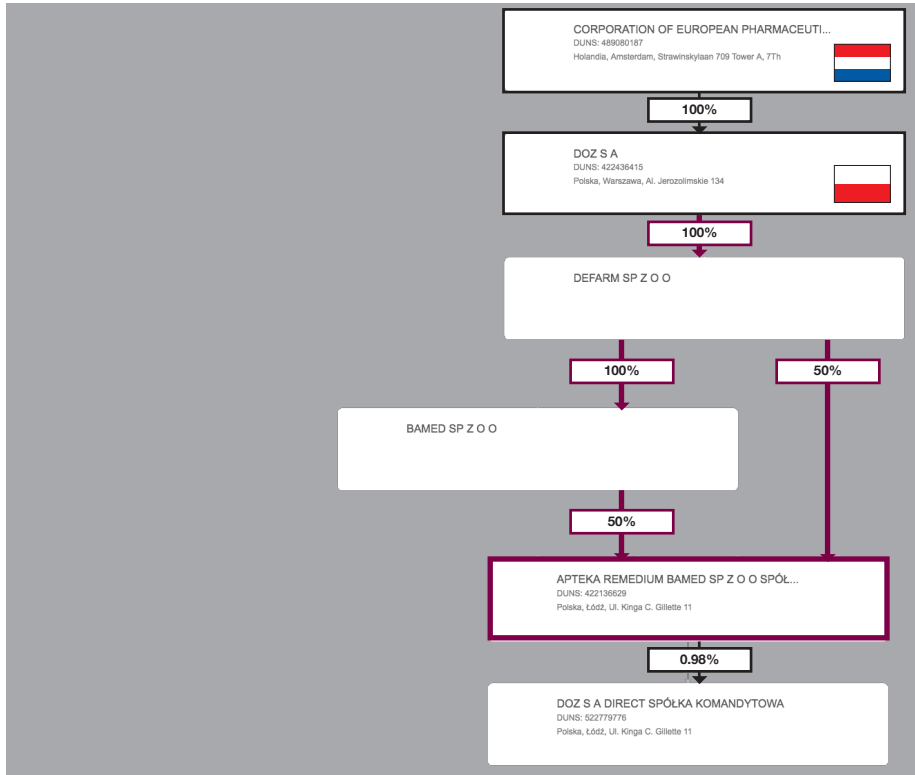 CORPORATION OF EUROPEAN PHARMACEUTI...
DUNS: 489080187
Holandia, Amsterdam, Strawinskylaan 709 Tower A, 7Th
100%
DOZ S A
DUNS: 422436415
Polska, Warszawa, Al. Jerozolimskie 134
100%
DEFARM SP Z O O
100%
50%
BAMED SP Z O O
50%
APTEKA REMEDIUM BAMED SP Z O O SPÓŁ...
DUNS: 422136629
Polska, Łódź, Ul. Kinga C. Gillette 11
0.98%
DOZ S A DIRECT SPÓŁKA KOMANDYTOWA
DUNS: 522779776
Polska, Łódź, Ul. Kinga C. Gillette 11